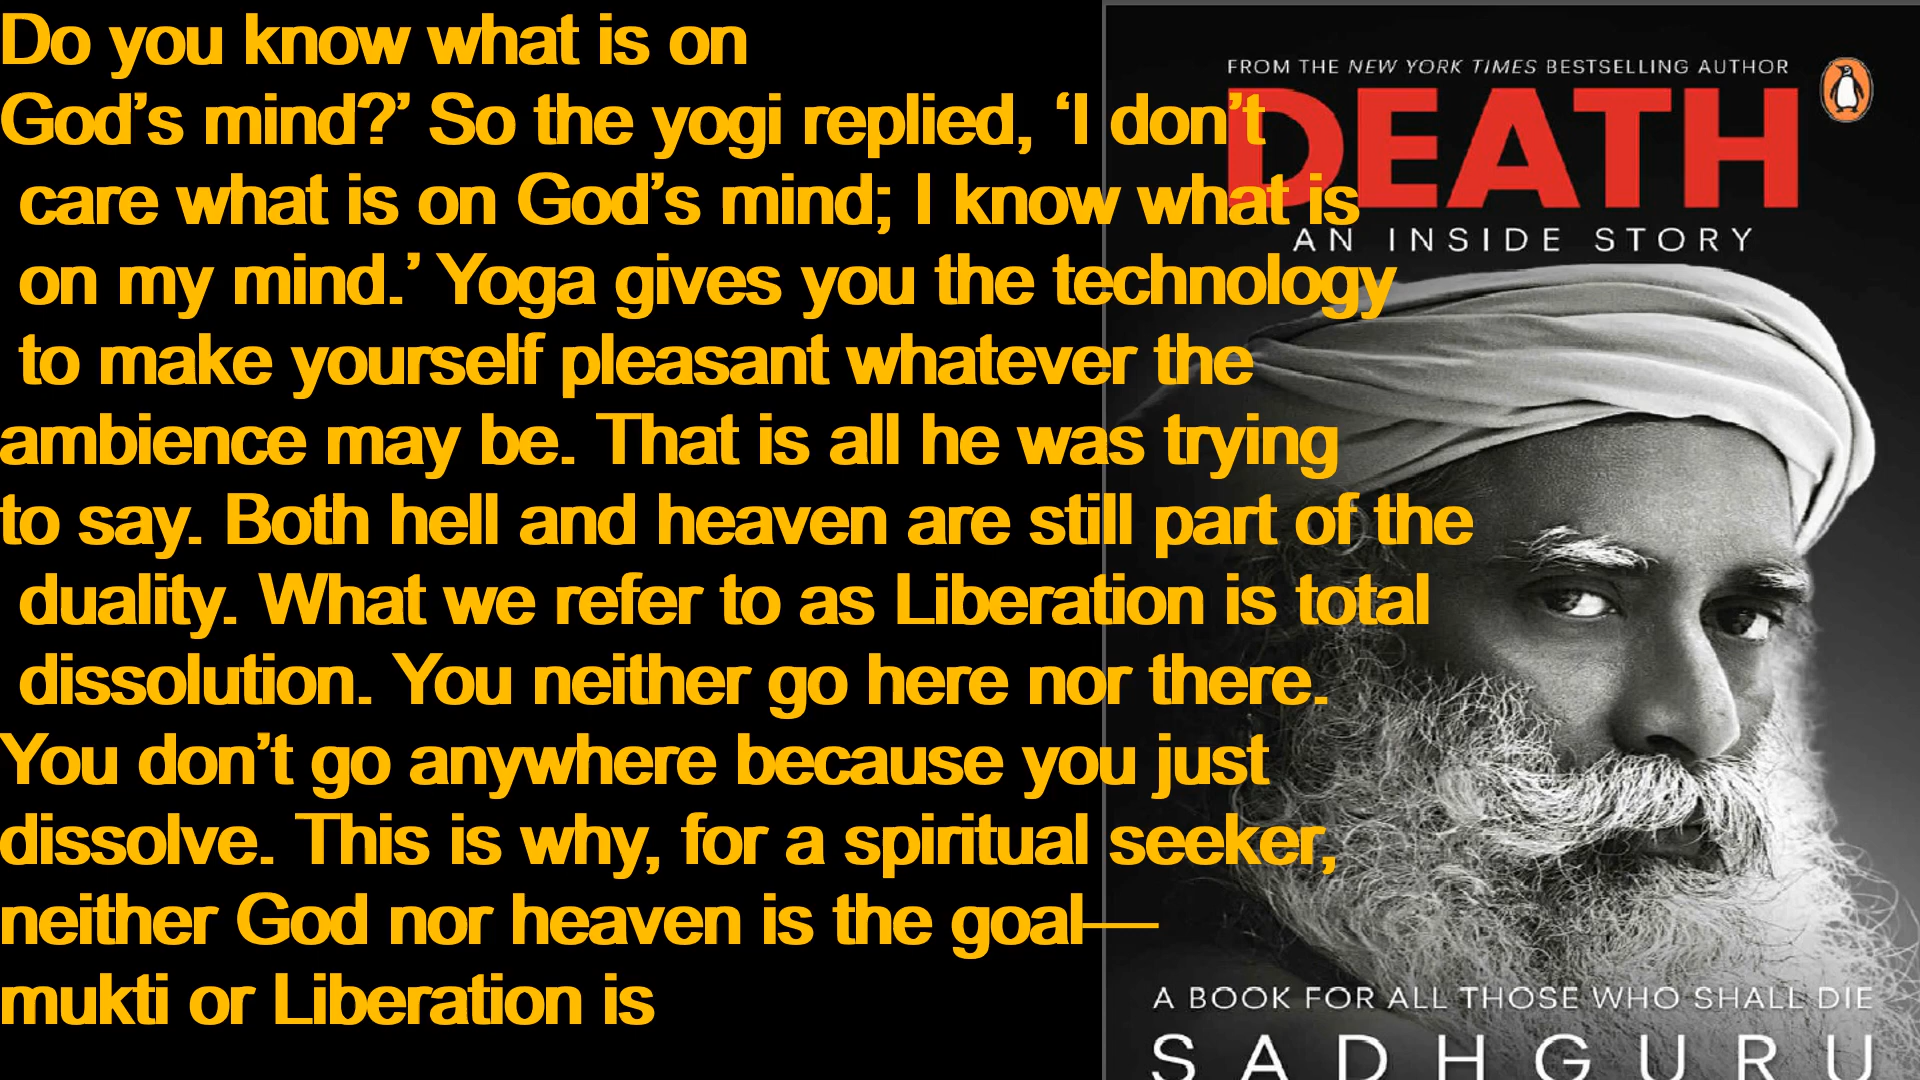 Do you know what is on
God’s mind?’ So the yogi replied, ‘I don’t
care what is on God’s mind; I know what is
on my mind.’ Yoga gives you the technology
to make yourself pleasant whatever the
ambience may be. That is all he was trying
to say. Both hell and heaven are still part of the
duality. What we refer to as Liberation is total
dissolution. You neither go here nor there.
You don’t go anywhere because you just
dissolve. This is why, for a spiritual seeker,
neither God nor heaven is the goal—
mukti or Liberation is
FROM THE NEW YORK TIMES BESTSELLING AUTHOR
DEATH
AN INSIDE STORY
A BOOK FOR ALL THOSE WHO SHALL DIE
SADHGURU